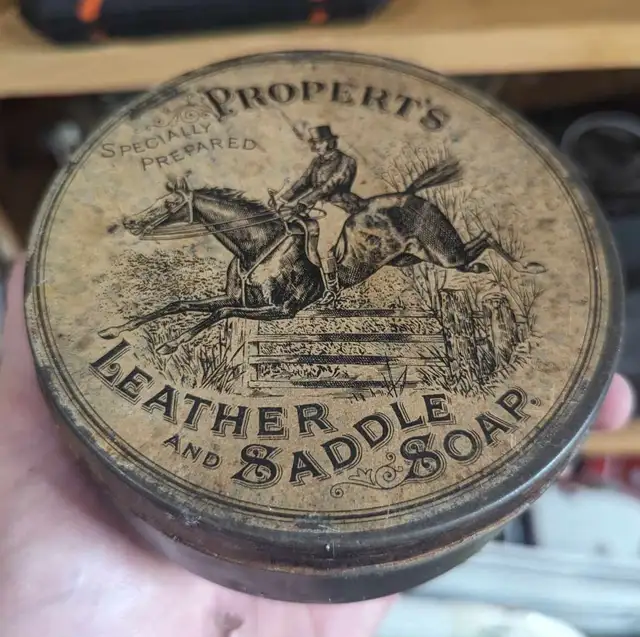 PROPERT'S
SPECIALLY
PREPARED
LEATHER
AND SADDLE
SOAP.